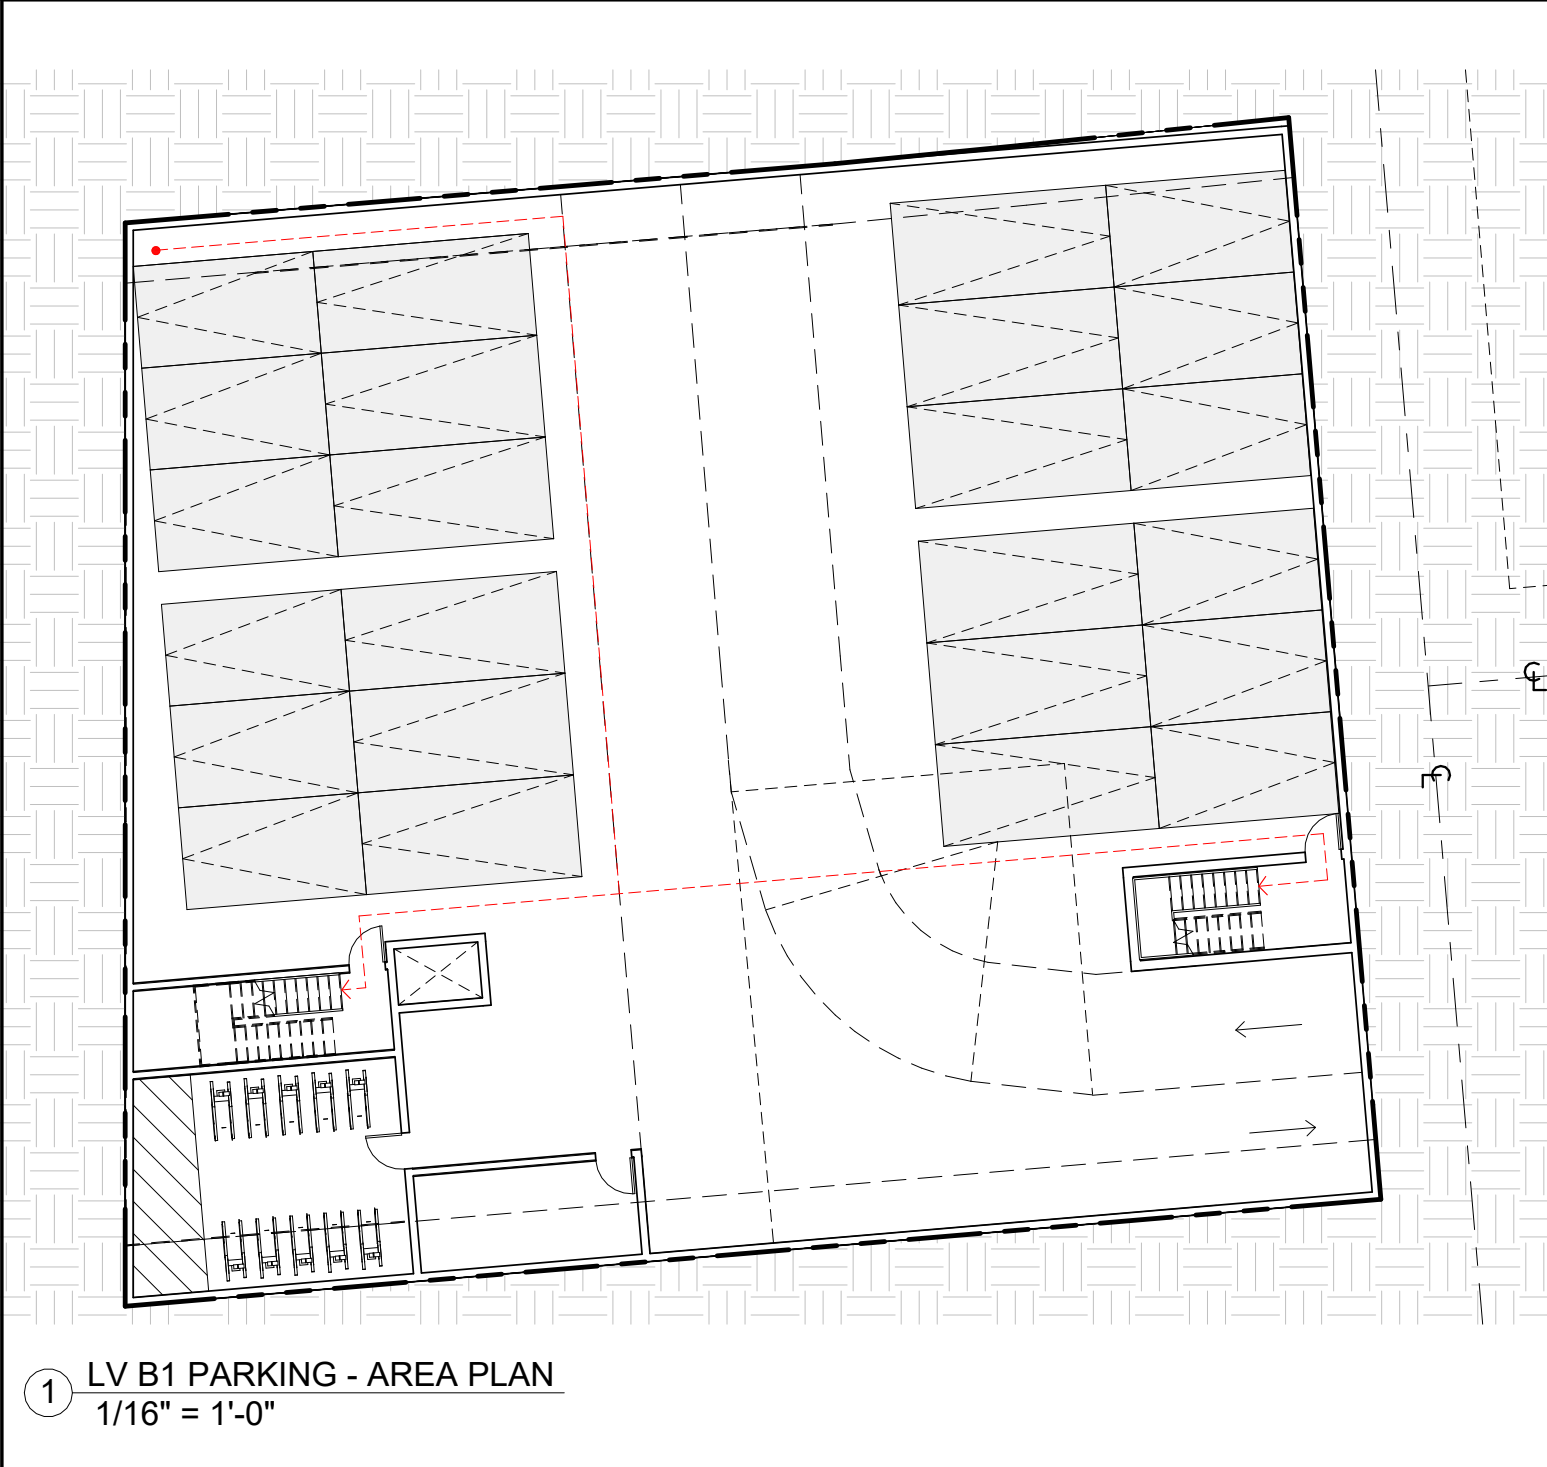 1
LV B1 PARKING - AREA PLAN
1/16" = 1'-0"